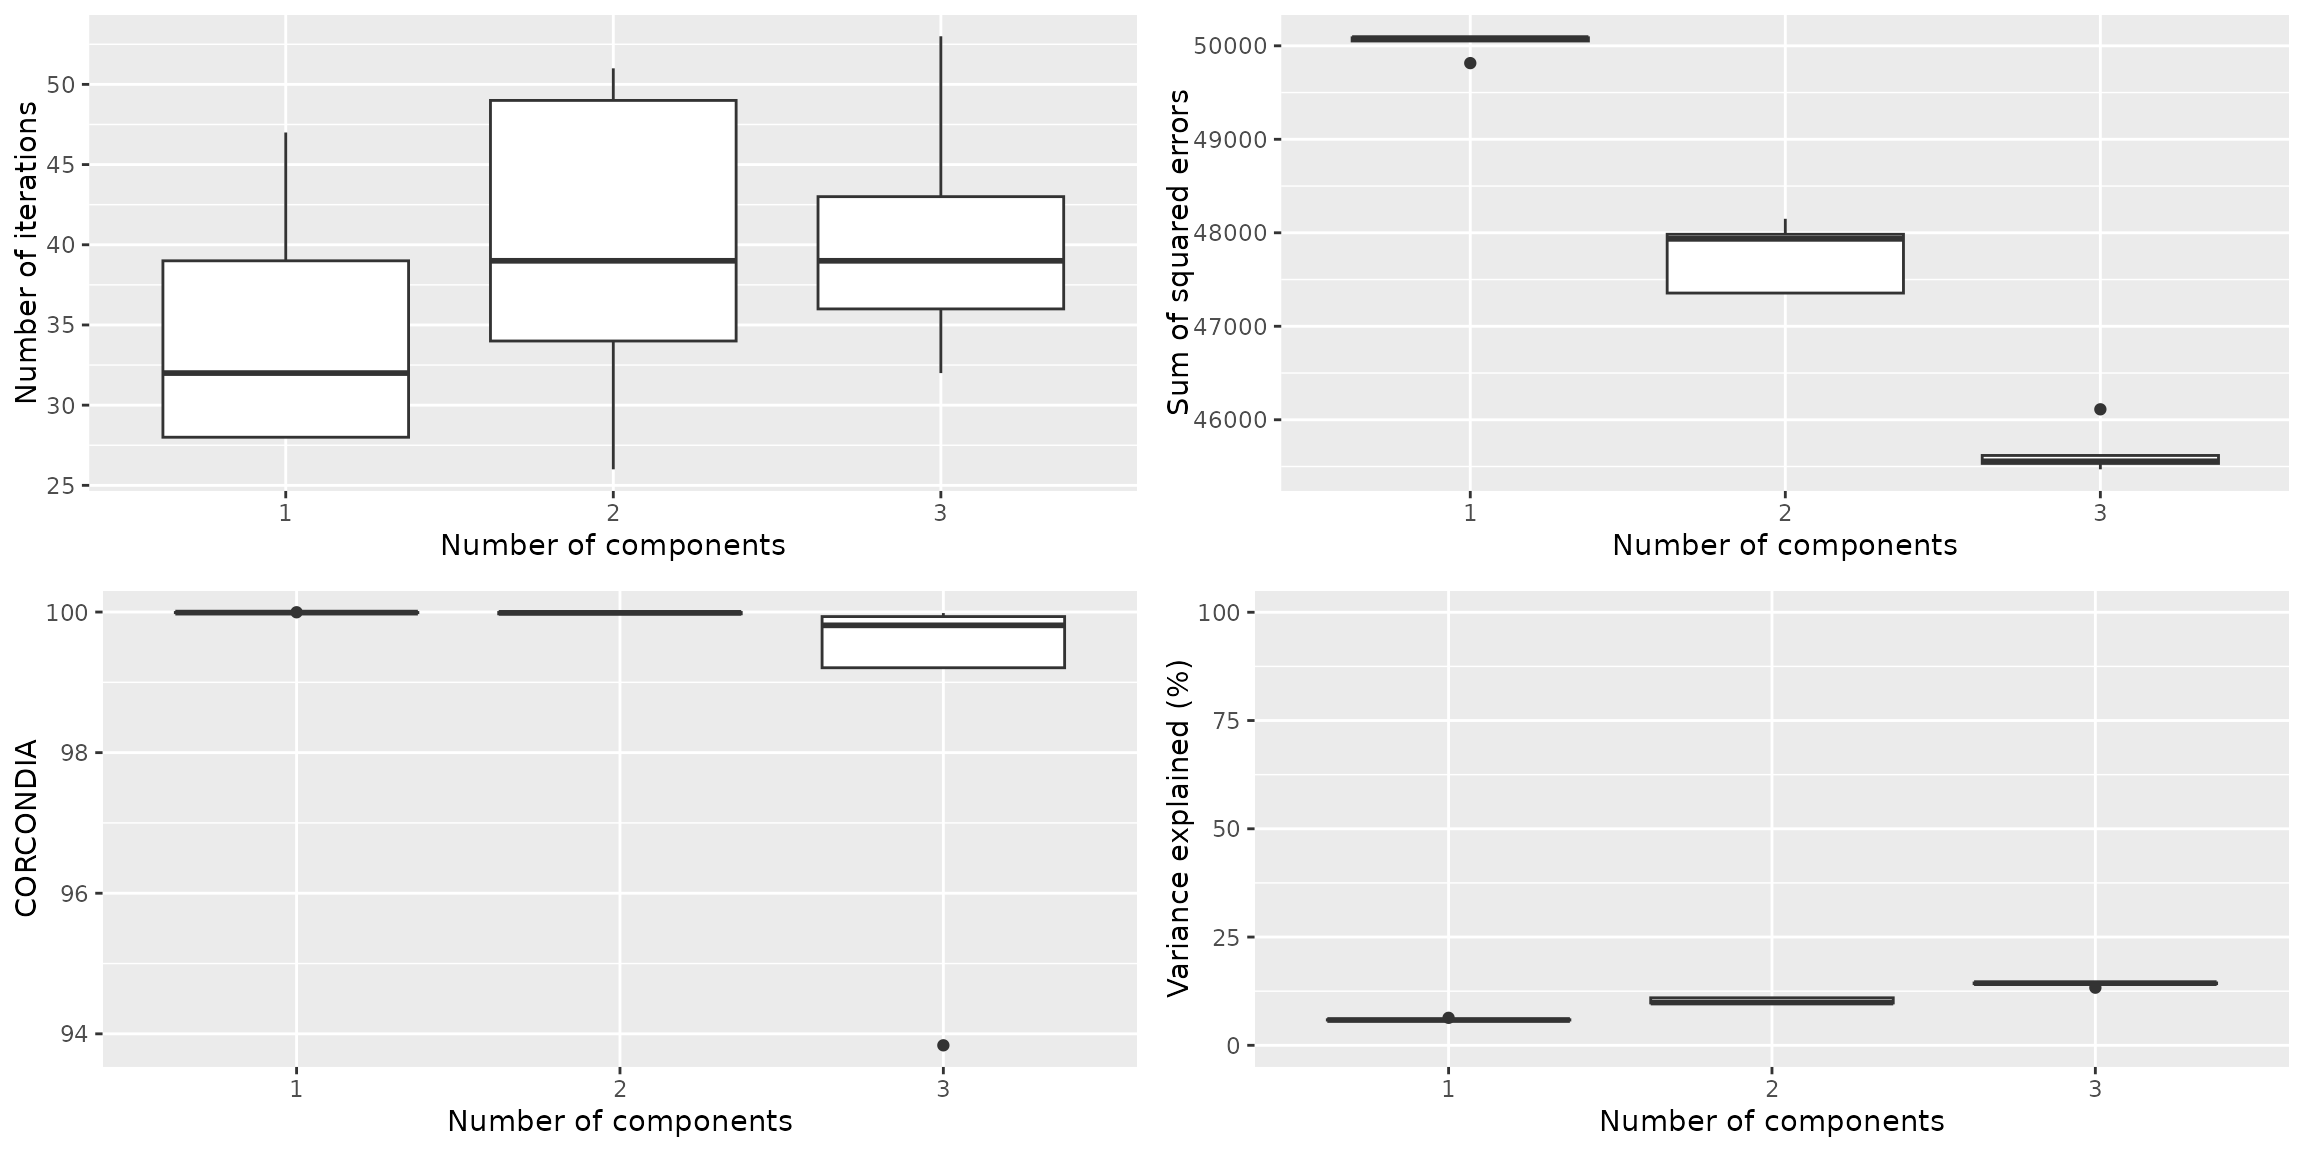 Number of iterations
50
45
40
35
30
25
1 2 3
Number of components
Sum of squared errors
50000
49000
48000
47000
46000
1 2 3
Number of components
CORCONDIA
100
98
96
94
1 2 3
Number of components
Variance explained (%)
100
75
50
25
0
1 2 3
Number of components